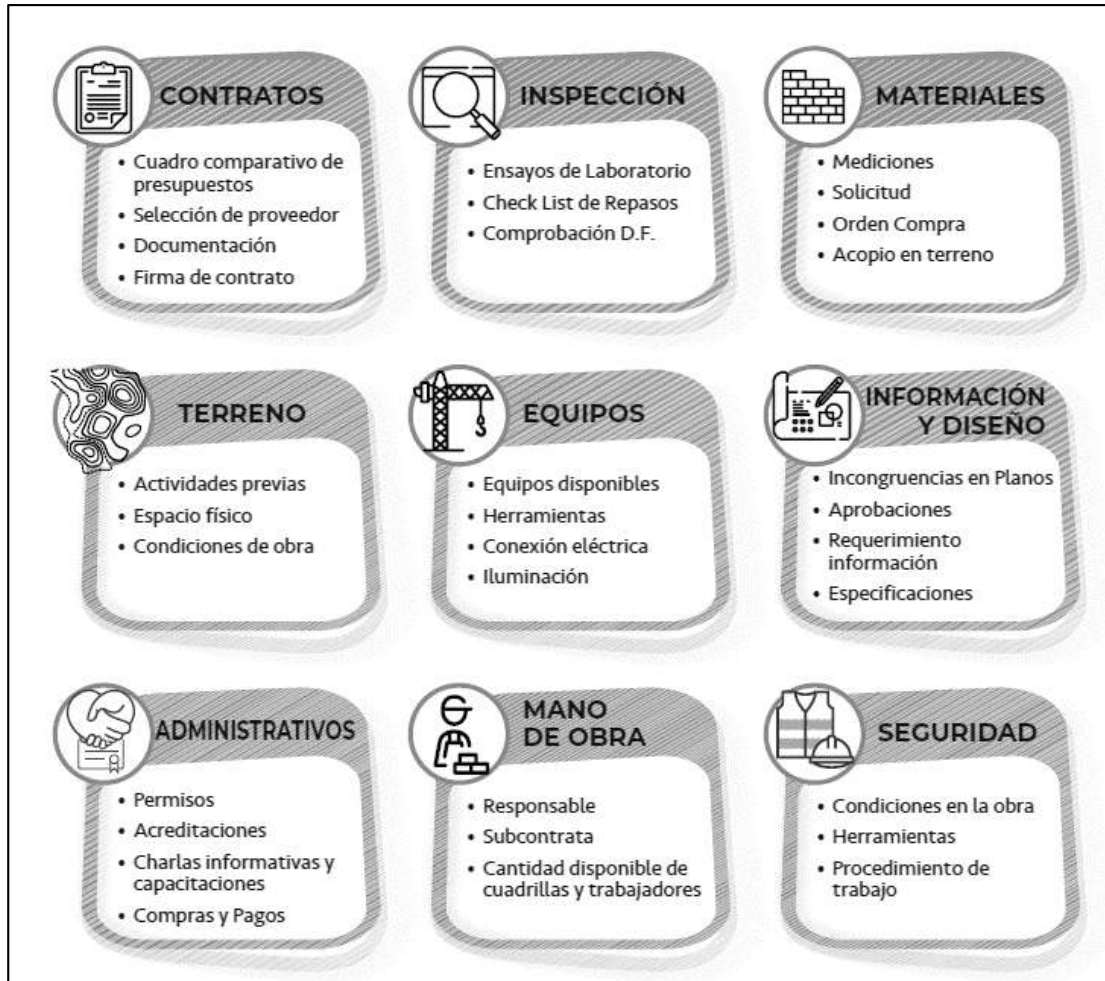 CONTRATOS
• Cuadro comparativo de
presupuestos
• Selección de proveedor
• Documentación
• Firma de contrato
INSPECCIÓN
• Ensayos de Laboratorio
• Check List de Repasos
• Comprobación D.F.
MATERIALES
• Mediciones
• Solicitud
• Orden Compra
• Acopio en terreno
TERRENO
• Actividades previas
• Espacio físico
• Condiciones de obra
EQUIPOS
• Equipos disponibles
• Herramientas
• Conexión eléctrica
• Iluminación
INFORMACIÓN
Y DISEÑO
• Incongruencias en Planos
• Aprobaciones
• Requerimiento
información
• Especificaciones
ADMINISTRATIVOS
• Permisos
• Acreditaciones
• Charlas informativas y
capacitaciones
• Compras y Pagos
MANO
DE OBRA
• Responsable
• Subcontrata
• Cantidad disponible de
cuadrillas y trabajadores
SEGURIDAD
• Condiciones en la obra
• Herramientas
• Procedimiento de
trabajo